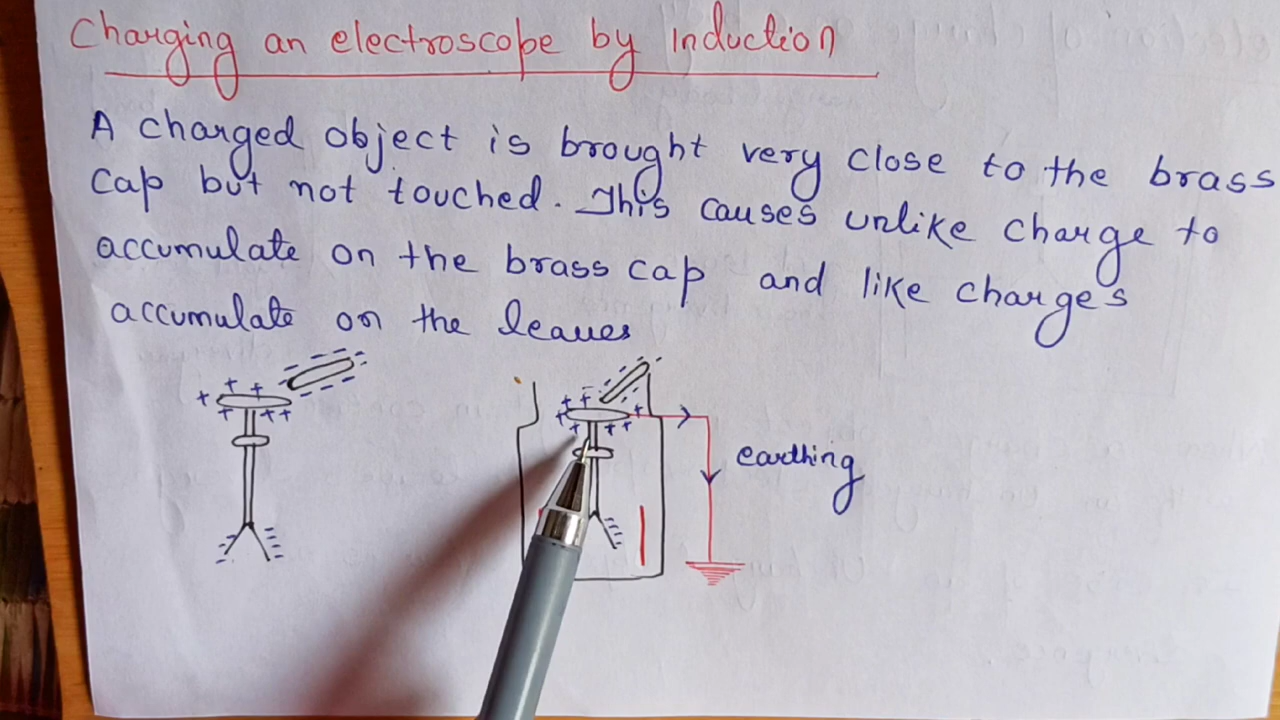 Charging an electroscope by induction
A charged object is brought very close to the brass
cap but not touched. This causes unlike charge to
accumulate on the brass cap and like charges
accumulate on the leaves
earthing